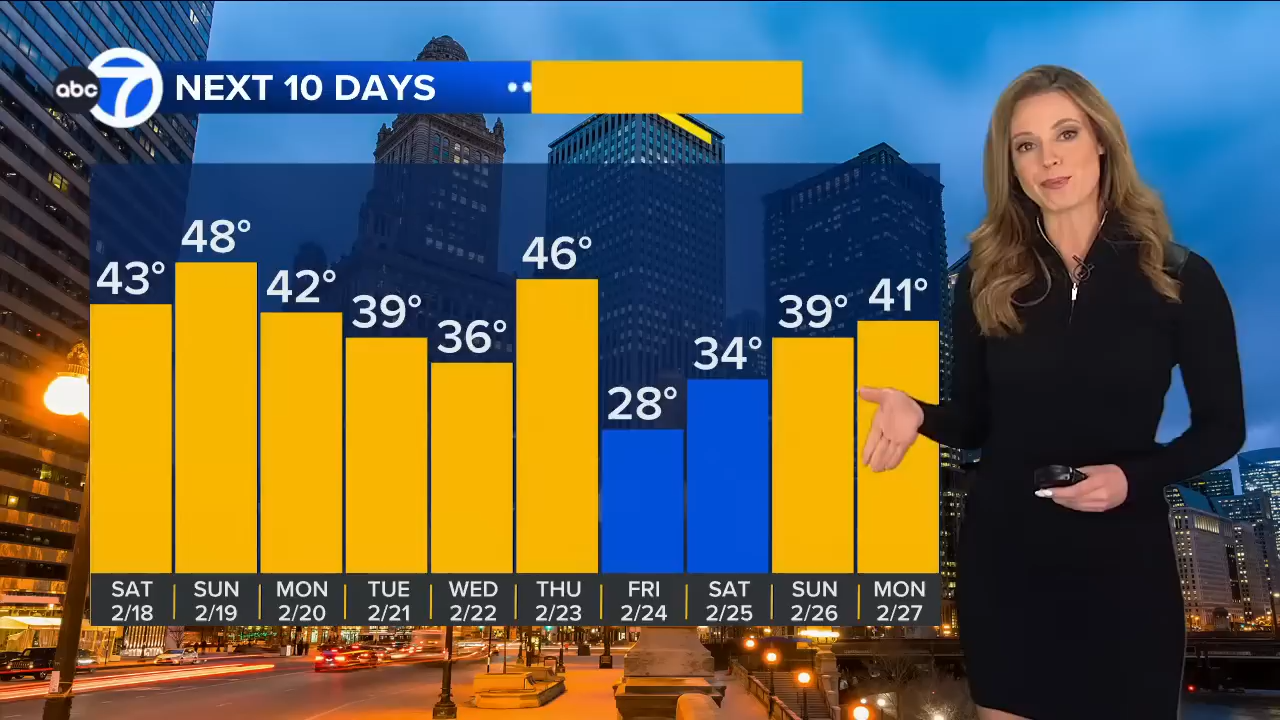 abc 7 NEXT 10 DAYS
43° 48° 42° 39° 36° 46° 28° 34° 39° 41°
SAT SUN MON TUE WED THU FRI SAT SUN MON
2/18 2/19 2/20 2/21 2/22 2/23 2/24 2/25 2/26 2/27